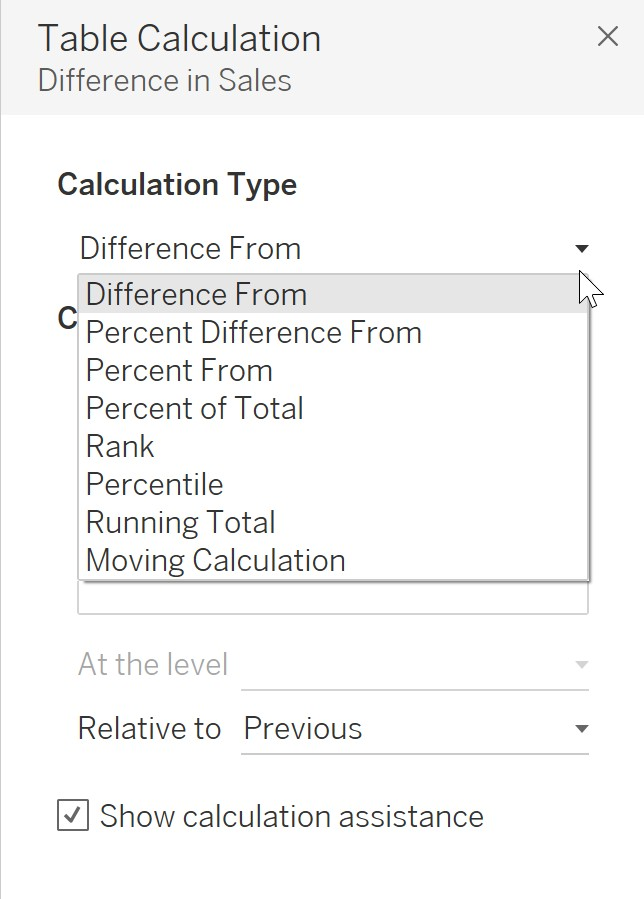 Table Calculation
Difference in Sales
Calculation Type
Difference From
Difference From
C
Percent Difference From
Percent From
Percent of Total
Rank
Percentile
Running Total
Moving Calculation
At the level
Relative to Previous
Show calculation assistance